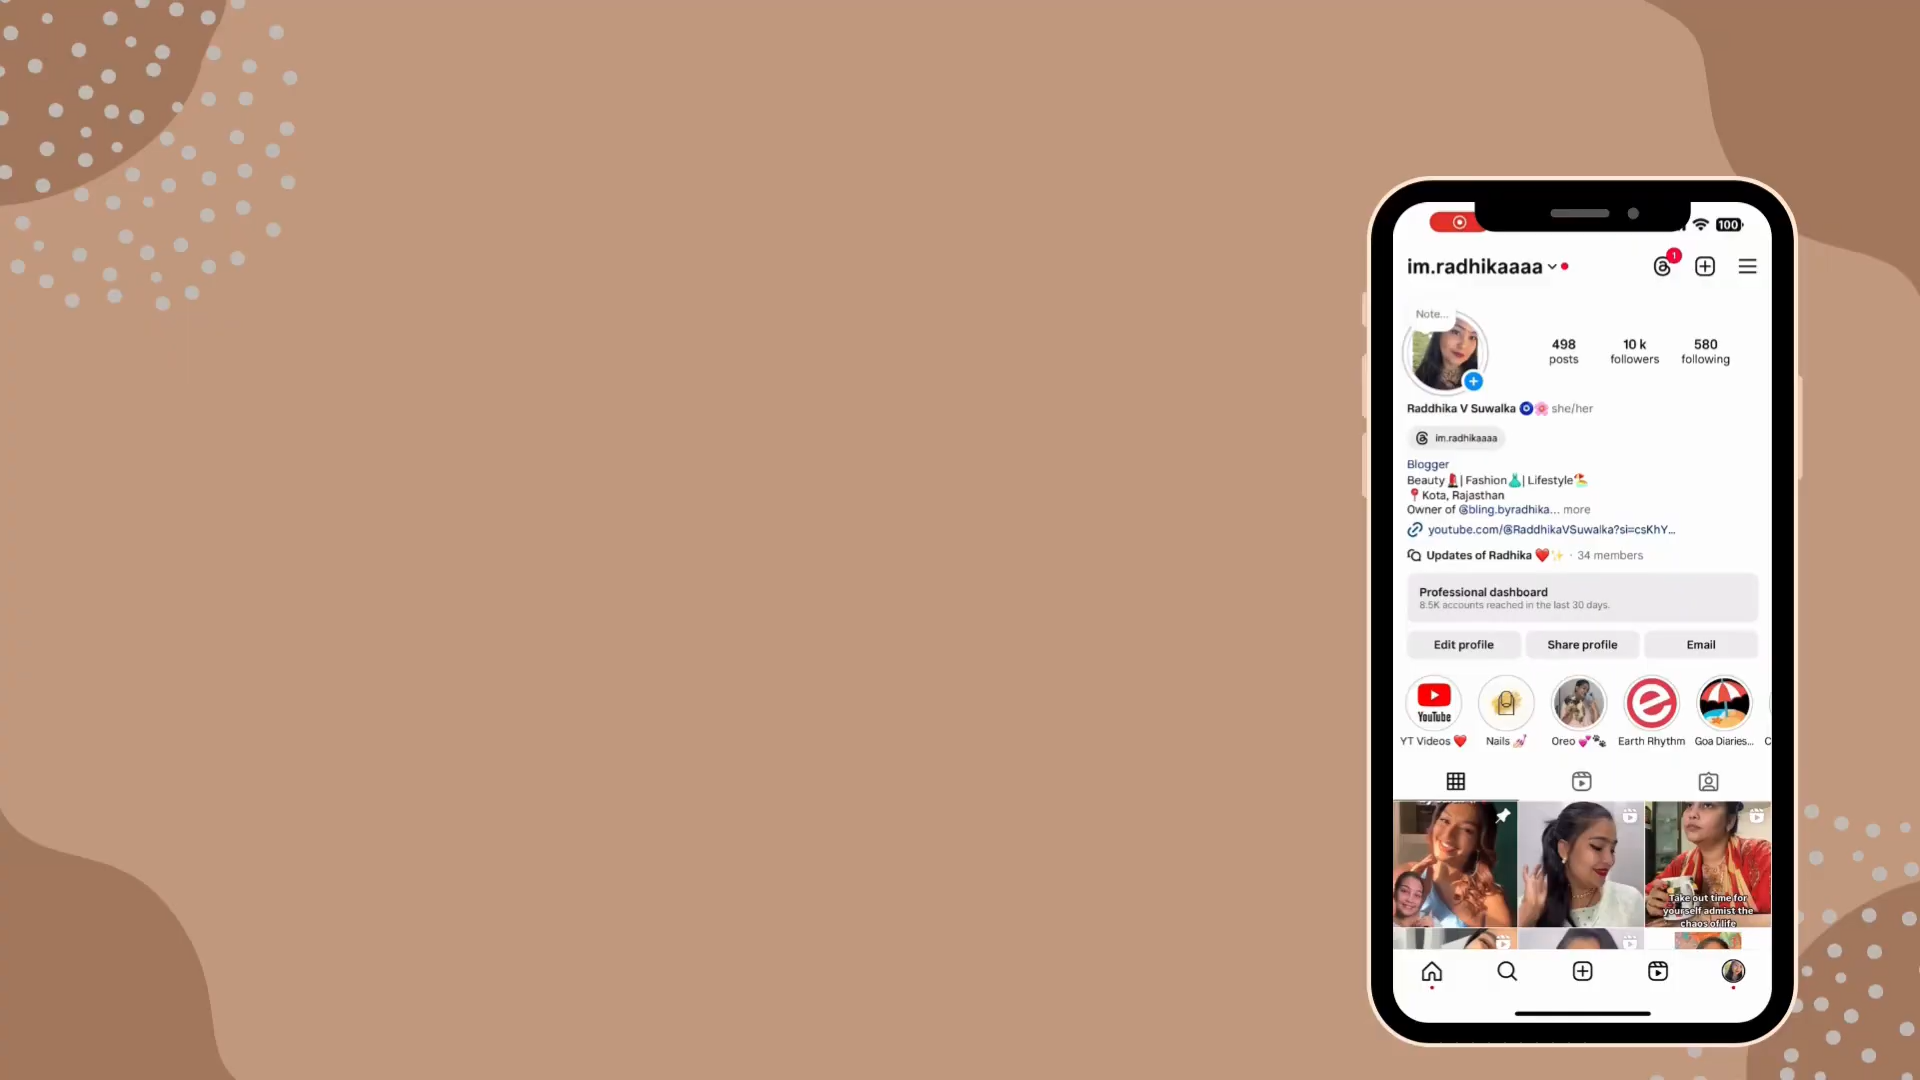 100
im.radhikaaaa
1
Note...
498 posts
10 k followers
580 following
Raddhika V Suwalka 🧿🌸 she/her
im.radhikaaaa
Blogger
Beauty💄| Fashion👗| Lifestyle🏖️
📍Kota, Rajasthan
Owner of @bling.byradhika... more
youtube.com/@RaddhikaVSuwalka?si=csKhY...
Updates of Radhika ❤️✨ · 34 members
Professional dashboard
8.5K accounts reached in the last 30 days.
Edit profile
Share profile
Email
YouTube
YT Videos ❤️
Nails 💅
Oreo 💕🐾
Earth Rhythm
Goa Diaries...
Take out time for
yourself admist the
chaos of life